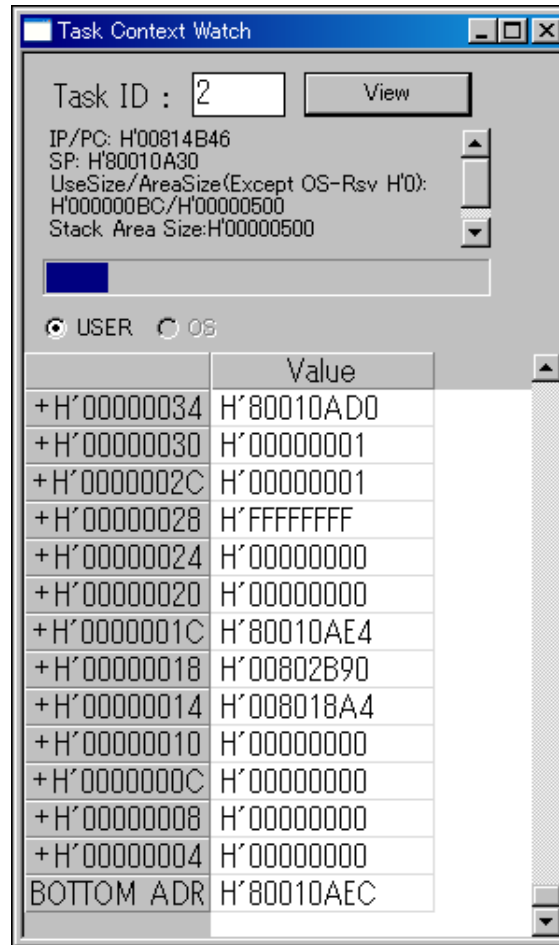 Task Context Watch
Task ID : 2 View
IP/PC: H'00814B46
SP: H'80010A30
UseSize/AreaSize(Except OS-Rsv H'0):
H'000000BC/H'00000500
Stack Area Size:H'00000500
USER OS
Value
+H'00000034 H'80010AD0
+H'00000030 H'00000001
+H'0000002C H'00000001
+H'00000028 H'FFFFFFFF
+H'00000024 H'00000000
+H'00000020 H'00000000
+H'0000001C H'80010AE4
+H'00000018 H'00802B90
+H'00000014 H'008018A4
+H'00000010 H'00000000
+H'0000000C H'00000000
+H'00000008 H'00000000
+H'00000004 H'00000000
BOTTOM ADR H'80010AEC